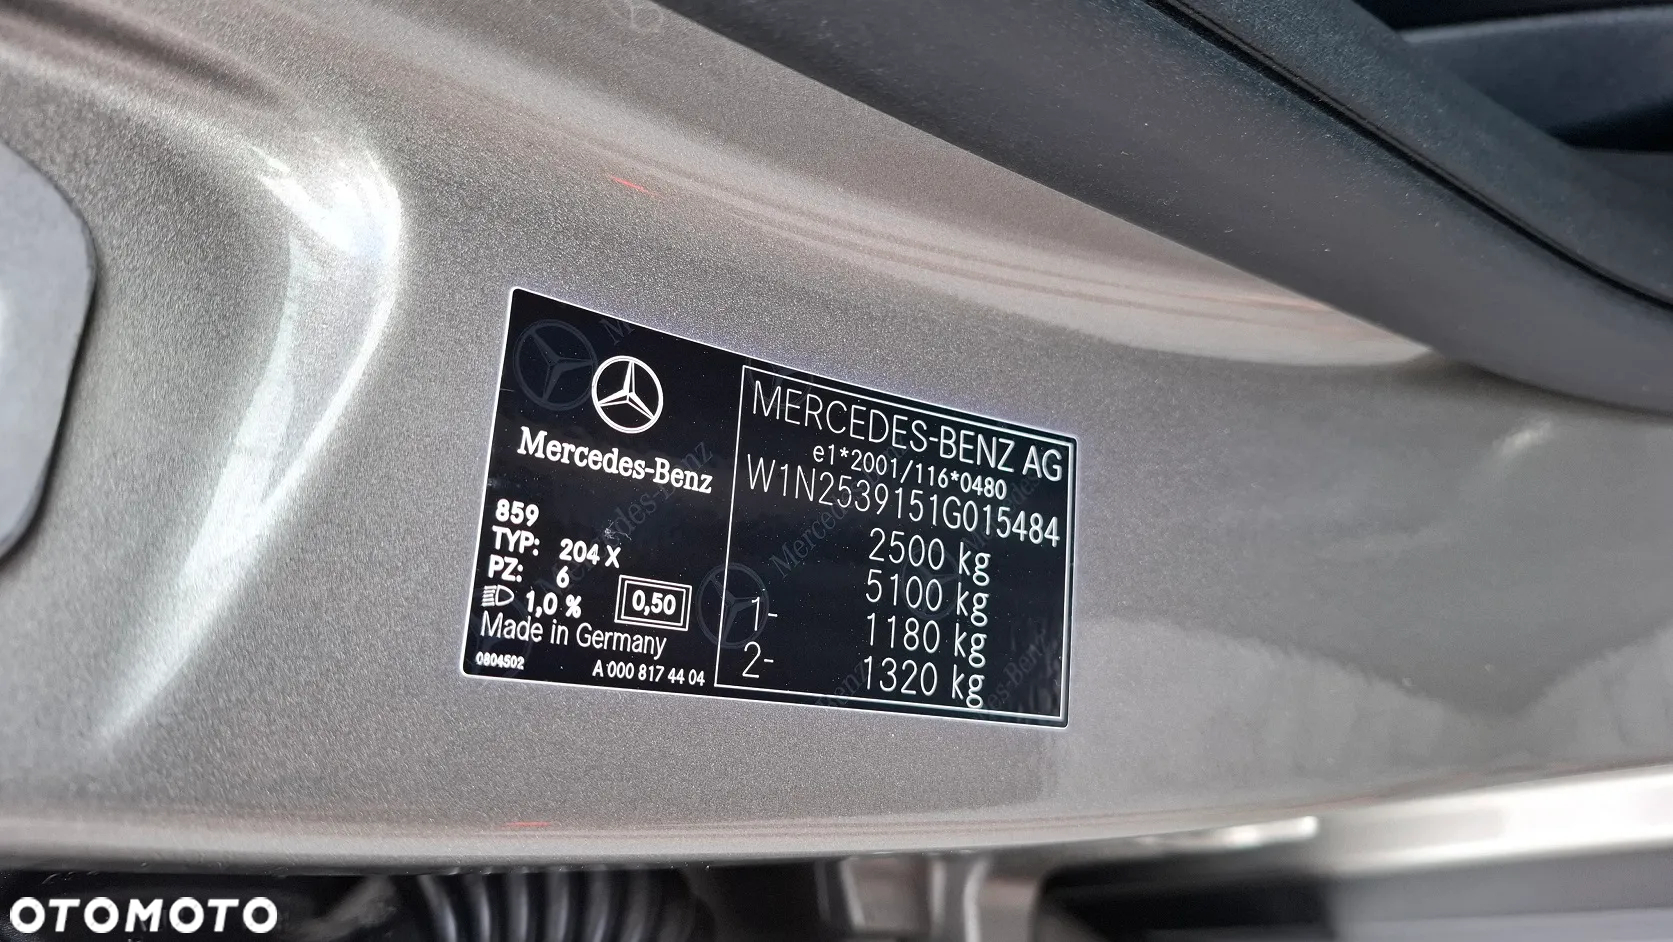 Mercedes-Benz
859
TYP: 204 X
PZ: 6
1,0 % 0,50
Made in Germany
0804502 A 000 817 44 04
MERCEDES-BENZ AG
e1*2001/116*0480
W1N2539151G015484
2500 kg
5100 kg
1- 1180 kg
2- 1320 kg
OTOMOTO